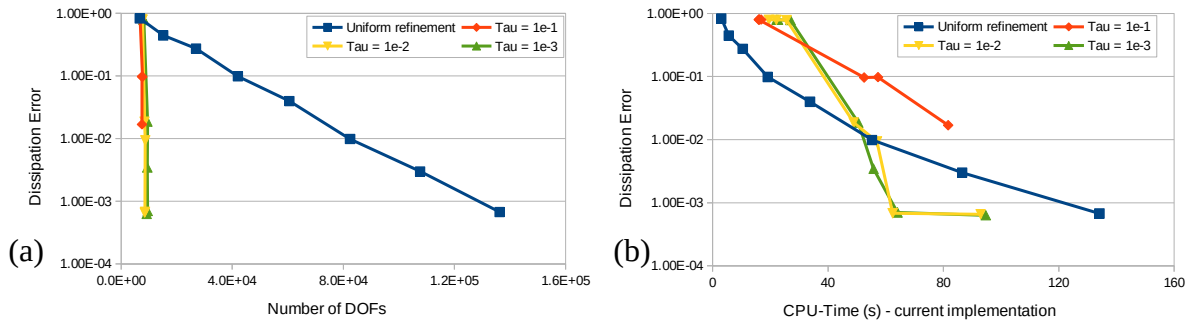 1.00E+00
1.00E-01
1.00E-02
1.00E-03
1.00E-04
Dissipation Error
Uniform refinement
Tau = 1e-1
Tau = 1e-2
Tau = 1e-3
0.0E+00 4.0E+04 8.0E+04 1.2E+05 1.6E+05
Number of DOFs
(a)
1.00E+00
1.00E-01
1.00E-02
1.00E-03
1.00E-04
Dissipation Error
Uniform refinement
Tau = 1e-1
Tau = 1e-2
Tau = 1e-3
0 40 80 120 160
CPU-Time (s) - current implementation
(b)